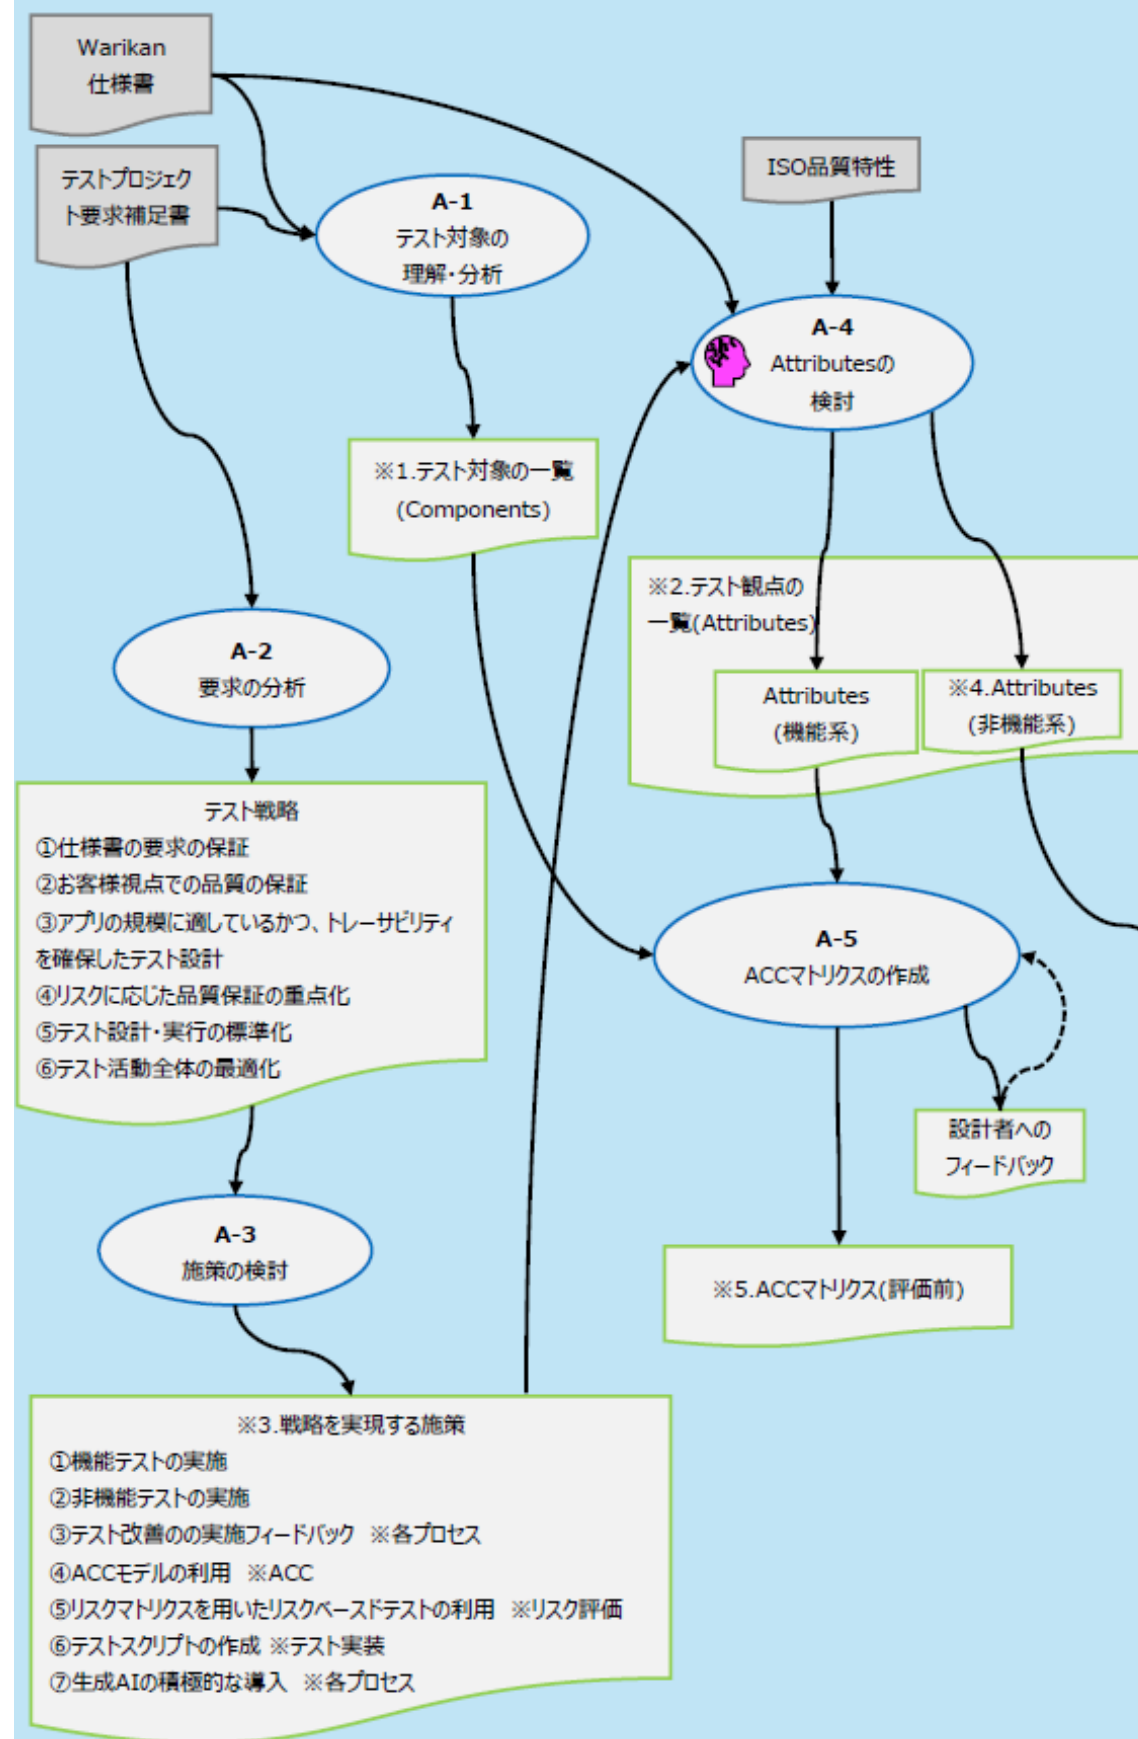 Warikan
仕様書
テストプロジェク
ト要求補足書
A-1
テスト対象の
理解・分析
ISO品質特性
A-4
Attributesの
検討
※1.テスト対象の一覧
(Components)
※2.テスト観点の
一覧(Attributes)
Attributes
(機能系)
※4.Attributes
(非機能系)
A-2
要求の分析
テスト戦略
①仕様書の要求の保証
②お客様視点での品質の保証
③アプリの規模に適しているかつ、トレーサビリティ
を確保したテスト設計
④リスクに応じた品質保証の重点化
⑤テスト設計・実行の標準化
⑥テスト活動全体の最適化
A-5
ACCマトリクスの作成
設計者への
フィードバック
A-3
施策の検討
※5.ACCマトリクス(評価前)
※3.戦略を実現する施策
①機能テストの実施
②非機能テストの実施
③テスト改善のの実施フィードバック ※各プロセス
④ACCモデルの利用 ※ACC
⑤リスクマトリクスを用いたリスクベースドテストの利用 ※リスク評価
⑥テストスクリプトの作成 ※テスト実装
⑦生成AIの積極的な導入 ※各プロセス